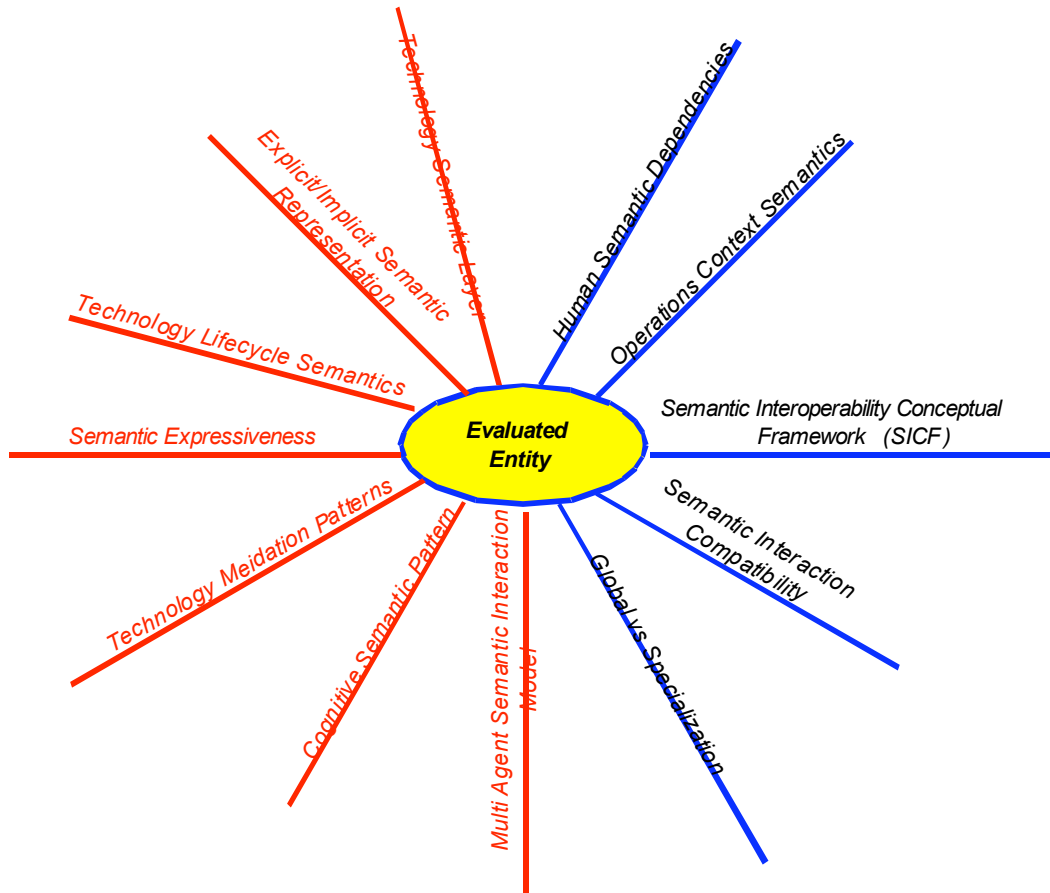 Technology Semantic Layer
Explicit/Implicit Semantic
Representation
Technology Lifecycle Semantics
Semantic Expressiveness
Technology Meidation Patterns
Cognitive Semantic Pattern
Multi Agent Semantic Interaction
Model
Evaluated
Entity
Human Semantic Dependencies
Operations Context Semantics
Semantic Interoperability Conceptual
Framework (SICF)
Semantic Interaction
Compatibility
Global vs Specialization